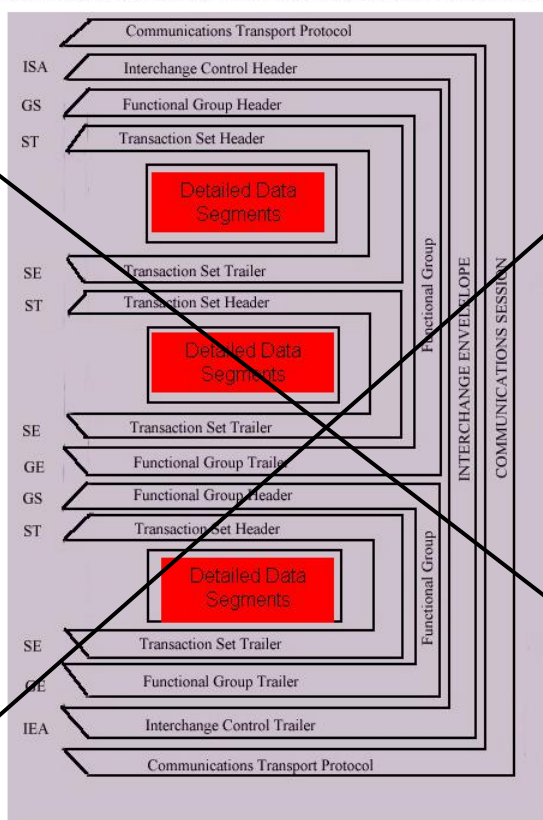 Communications Transport Protocol
ISA Interchange Control Header
GS Functional Group Header
ST Transaction Set Header
Detailed Data
Segments
SE Transaction Set Trailer
ST Transaction Set Header
Detailed Data
Segments
SE Transaction Set Trailer
GE Functional Group Trailer
GS Functional Group Header
ST Transaction Set Header
Detailed Data
Segments
SE Transaction Set Trailer
GE Functional Group Trailer
IEA Interchange Control Trailer
Communications Transport Protocol
Functional Group
Functional Group
INTERCHANGE ENVELELOPE
COMMUNICATIONS SESSION